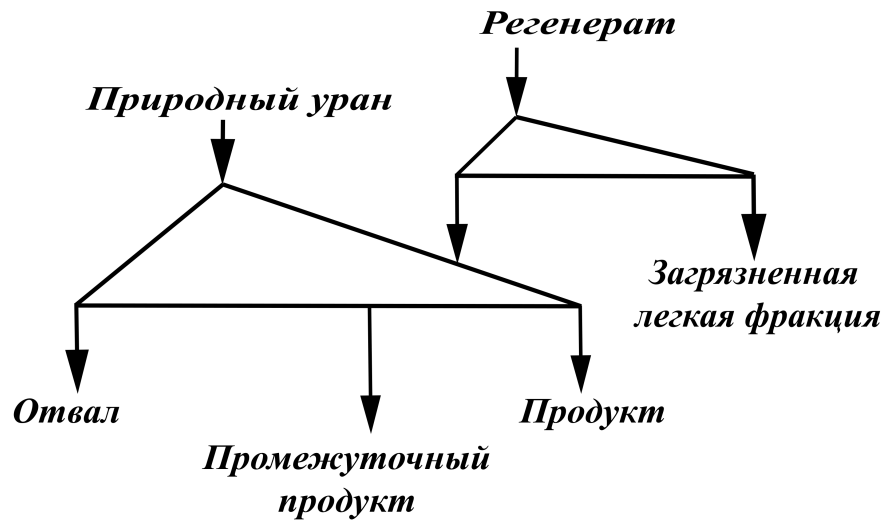 Регенерат
Природный уран
Загрязненная
легкая фракция
Отвал
Продукт
Промежуточный
продукт